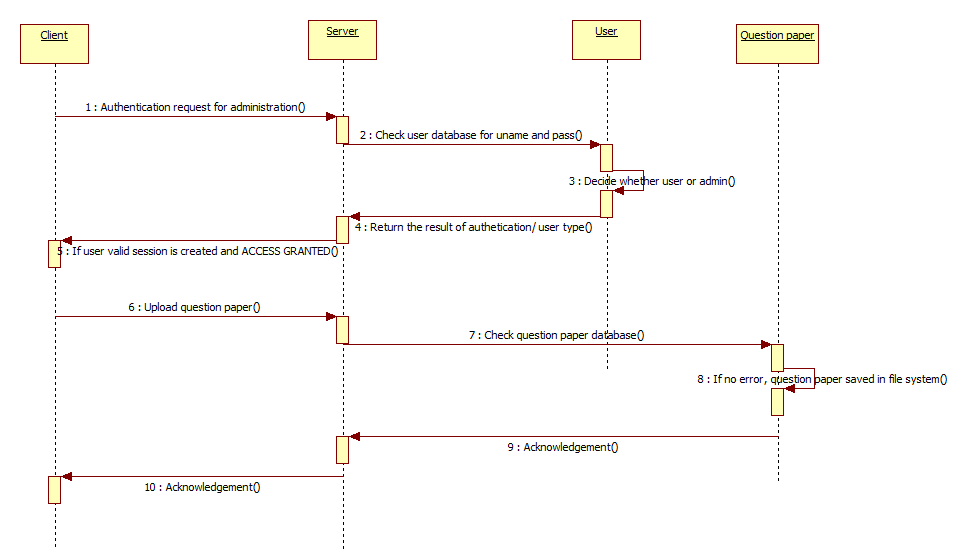 Client
Server
User
Question paper
1 : Authentication request for administration()
2 : Check user database for uname and pass()
3 : Decide whether user or admin()
4 : Return the result of authetication/ user type()
5 : If user valid session is created and ACCESS GRANTED()
6 : Upload question paper()
7 : Check question paper database()
8 : If no error, question paper saved in file system()
9 : Acknowledgement()
10 : Acknowledgement()